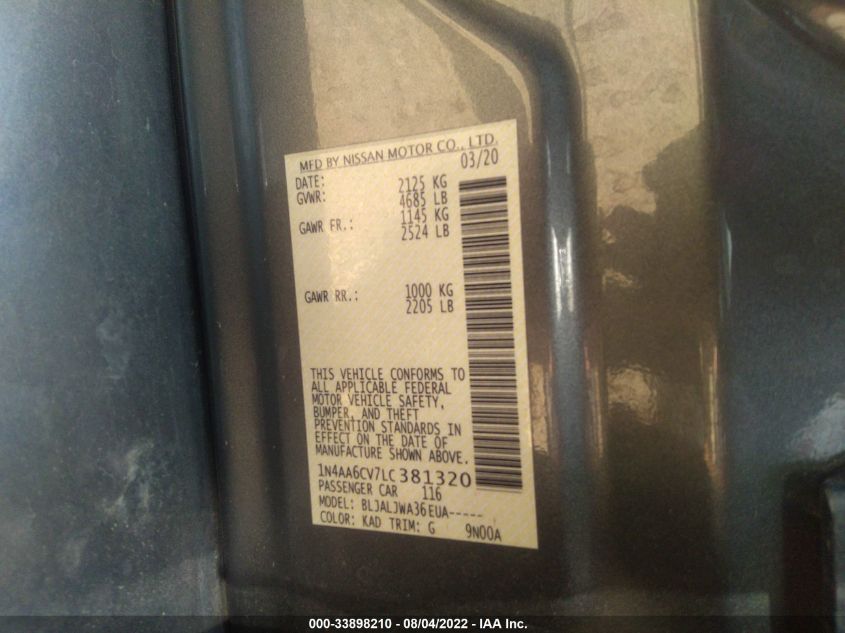 MFD BY NISSAN MOTOR CO., LTD.
DATE: 03/20
GVWR: 2125 KG
4685 LB
GAWR FR.: 1145 KG
2524 LB
GAWR RR.: 1000 KG
2205 LB
THIS VEHICLE CONFORMS TO
ALL APPLICABLE FEDERAL
MOTOR VEHICLE SAFETY,
BUMPER, AND THEFT
PREVENTION STANDARDS IN
EFFECT ON THE DATE OF
MANUFACTURE SHOWN ABOVE.
1N4AA6CV7LC381320
PASSENGER CAR 116
MODEL: BLJALJWA36EUA-----
COLOR: KAD TRIM: G 9N00A
000-33898210 - 08/04/2022 - IAA Inc.